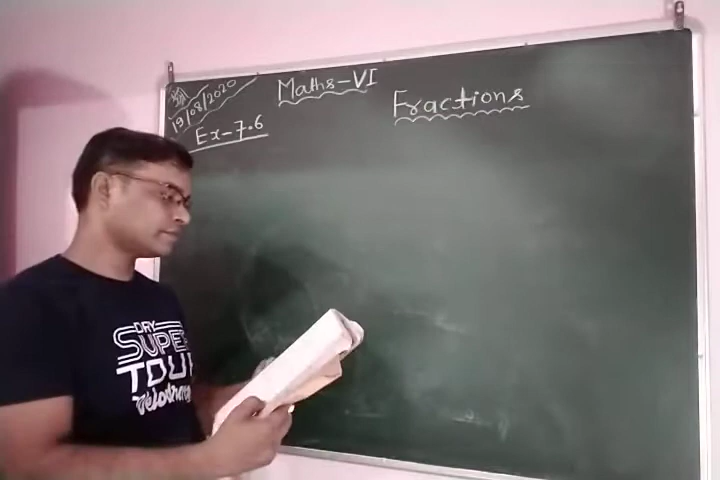 19/08/2020
Maths-VI
Fractions
Ex-7.6
DRY
SUPER
TOUR